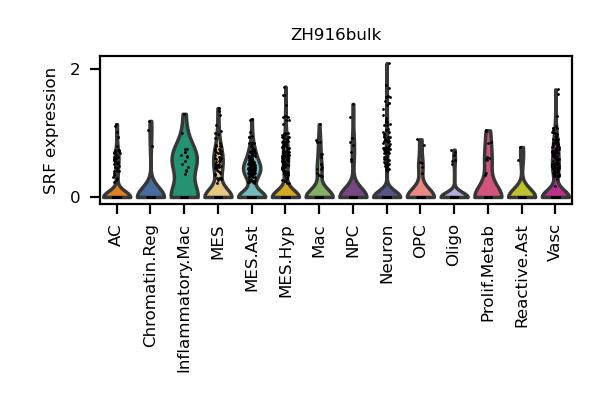 ZH916bulk
SRF expression
2
0
AC
Chromatin.Reg
Inflammatory.Mac
MES
MES.Ast
MES.Hyp
Mac
NPC
Neuron
OPC
Oligo
Prolif.Metab
Reactive.Ast
Vasc